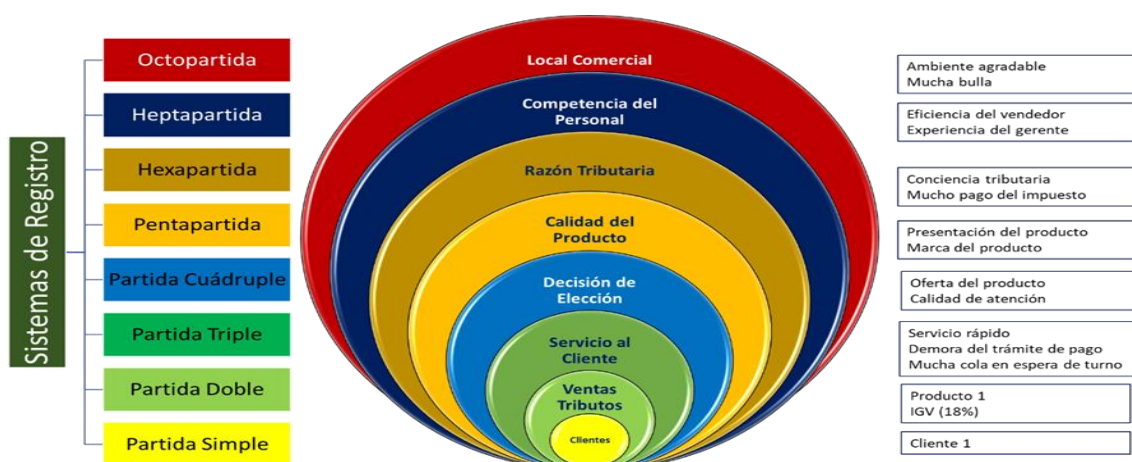 Sistemas de Registro
Octopartida
Heptapartida
Hexapartida
Pentapartida
Partida Cuádruple
Partida Triple
Partida Doble
Partida Simple
Local Comercial
Competencia del
Personal
Razón Tributaria
Calidad del
Producto
Decisión de
Elección
Servicio al
Cliente
Ventas
Tributos
Clientes
Ambiente agradable
Mucha bulla
Eficiencia del vendedor
Experiencia del gerente
Conciencia tributaria
Mucho pago del impuesto
Presentación del producto
Marca del producto
Oferta del producto
Calidad de atención
Servicio rápido
Demora del trámite de pago
Mucha cola en espera de turno
Producto 1
IGV (18%)
Cliente 1